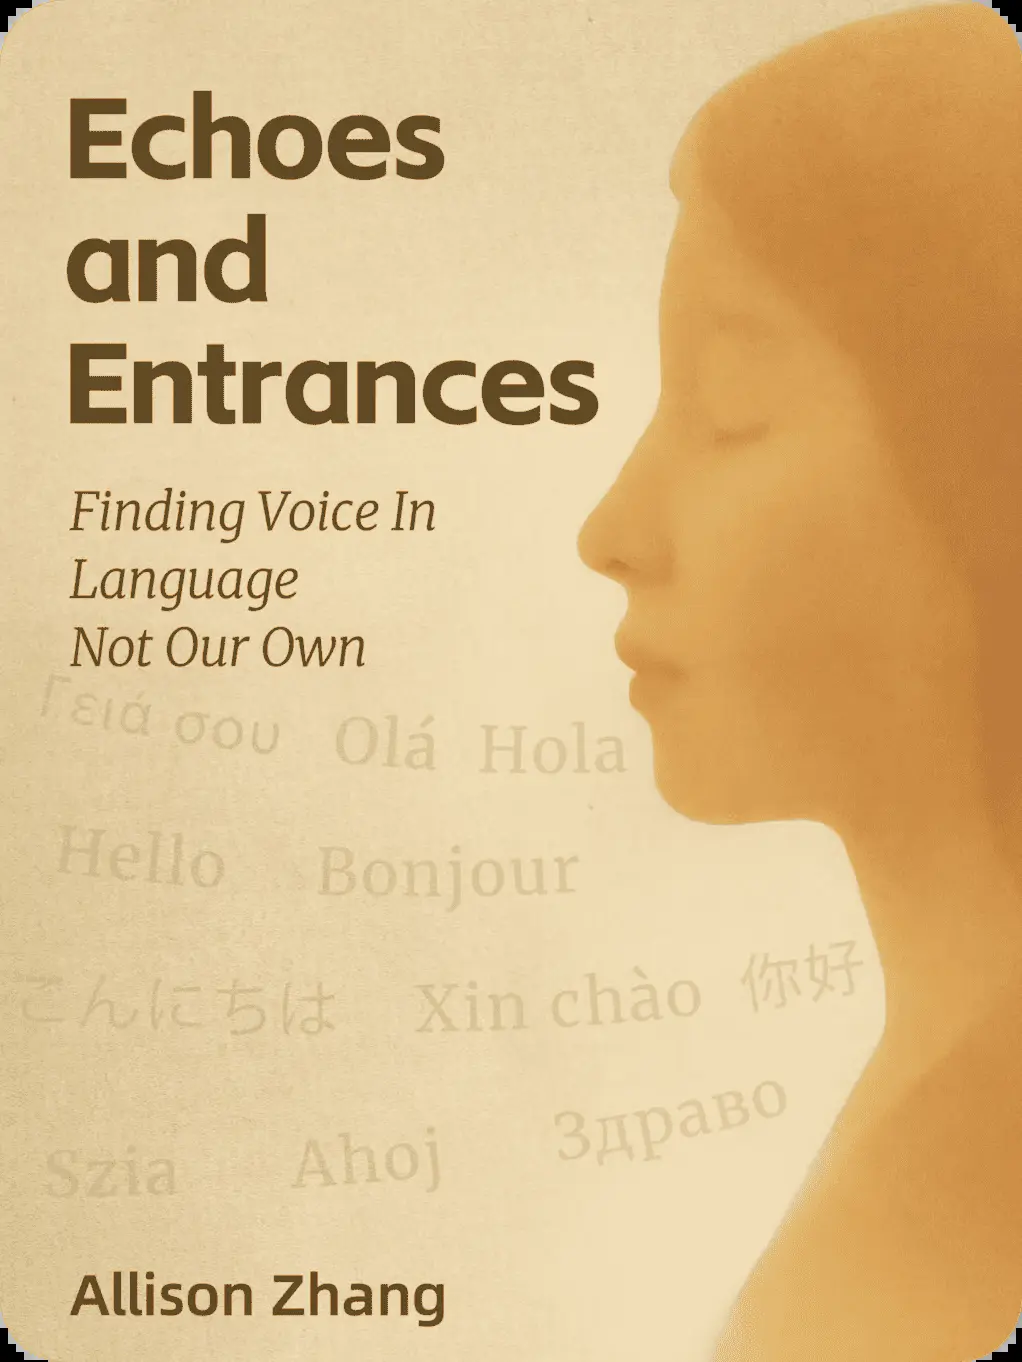 Echoes
and
Entrances
Finding Voice In
Language
Not Our Own
Γειά σου Olá Hola
Hello Bonjour
こんにちは Xin chào 你好
Szia Ahoj Здраво
Allison Zhang